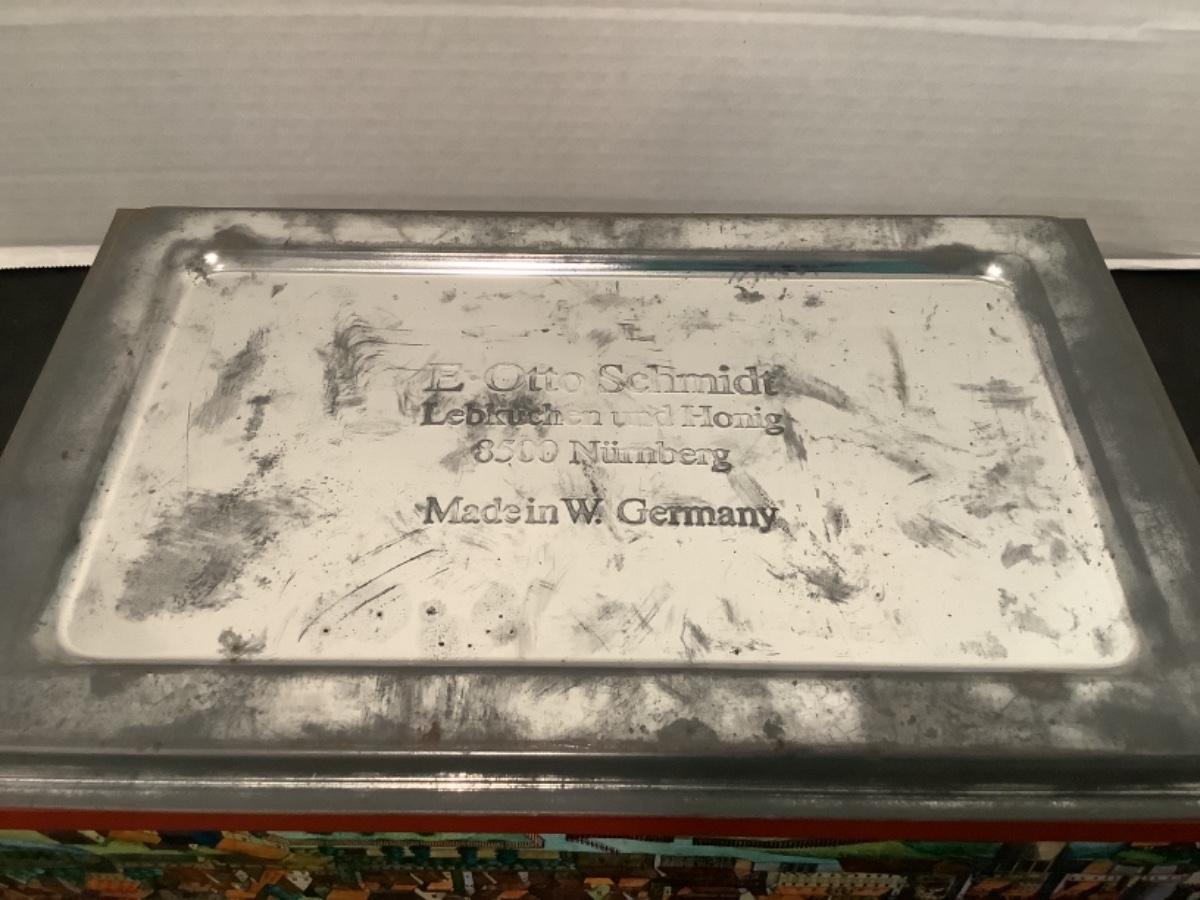 L
E. Otto Schmidt
Lebkuchen und Honig
8500 Nürnberg
Made in W. Germany